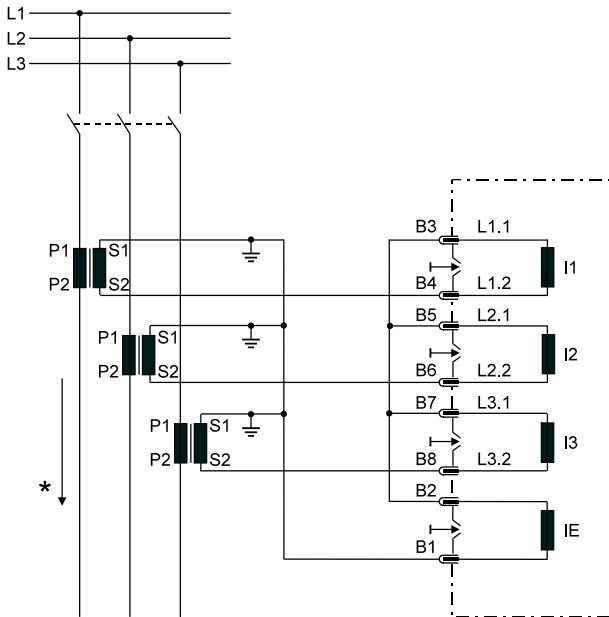 L1
L2
L3
P1 S1
P2 S2
P1 S1
P2 S2
P1 S1
P2 S2
*
B3 L1.1
I1
B4 L1.2
B5 L2.1
I2
B6 L2.2
B7 L3.1
I3
B8 L3.2
B2
IE
B1